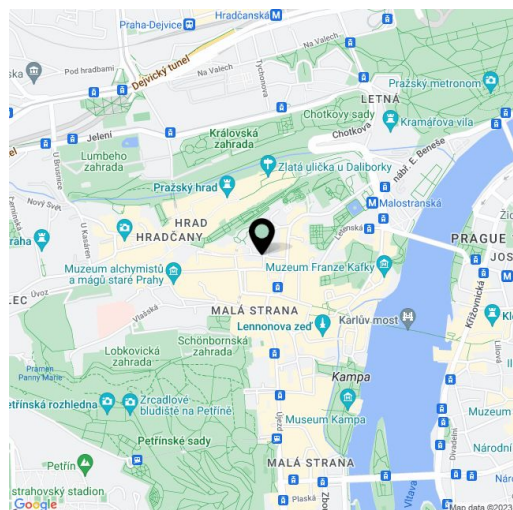 Hradčanská
Praha-Dejvice
Na Valech
Pod hradbami
Dejvický tunel
Na Valech
Tychonova
Pražský metronom
LETNÁ
Chotkovy sady
Kramářova vila
Jelení
Královská
zahrada
Chotkova
nábř. E. Beneše
U Brusnice
Lumbeho
zahrada
Zlatá ulička u Daliborky
Pražský hrad
Malostranská
Nový Svět
HRAD
HRADČANY
U Kasáren
Letenská
PRAGUE
JOS
Muzeum alchymistů
a mágů staré Prahy
Muzeum Franze Kafky
Úvoz
Vlašská
MALÁ STRANA
Křižovnická
Lennonova zeď
Karlův most
Schönbornská
zahrada
Liliová
Lobkovická
zahrada
Pramen
Panny Marie
Kampa
Zrcadlové
bludiště na Petříně
Újezd
Museum Kampa
Muzeum
Petřínské sady
Divadelní
Národní
Petřín
MALÁ STRANA
strahovský stadion
Plaská
Vltava
Google
Map data ©2023